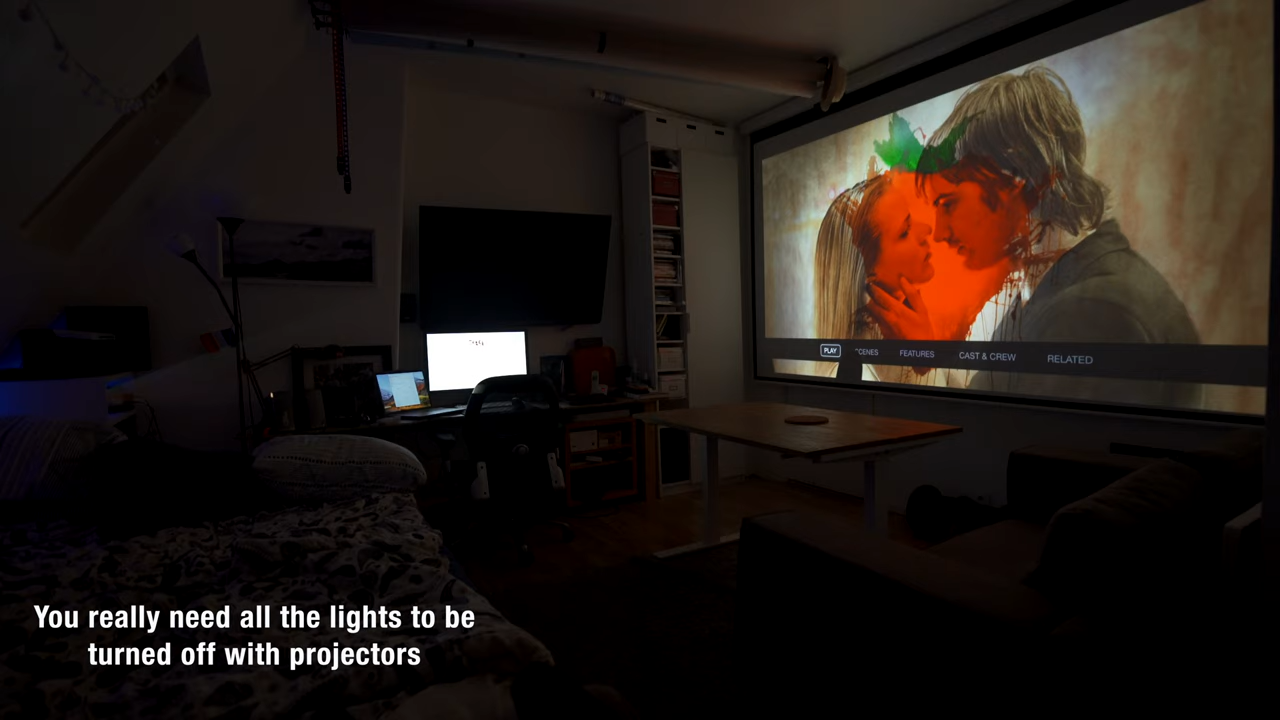 PLAY
FEATURES
CAST & CREW
RELATED
You really need all the lights to be
turned off with projectors